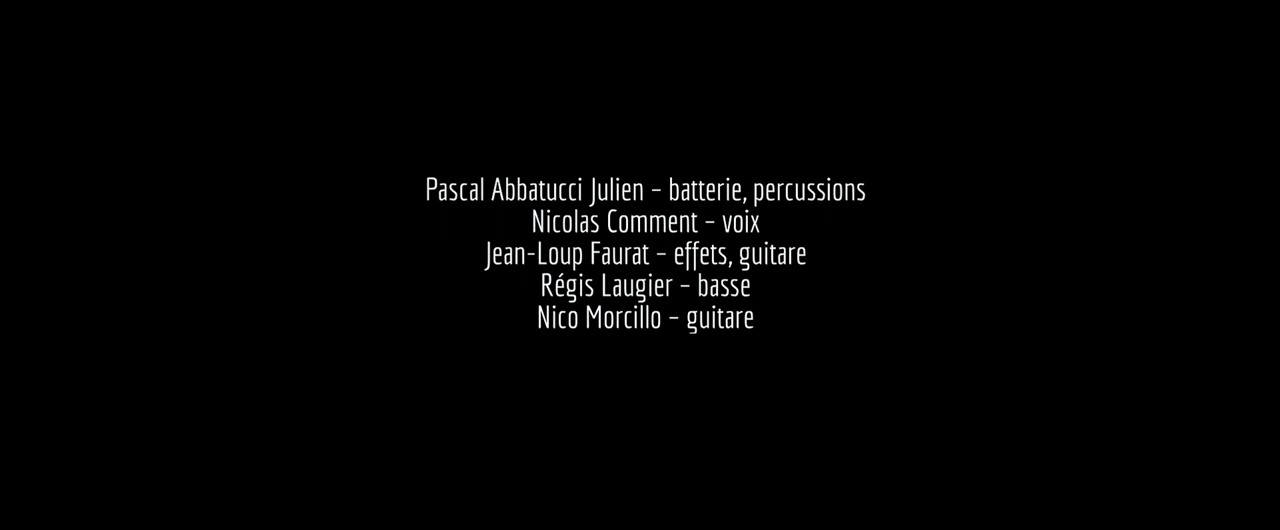 Pascal Abbatucci Julien – batterie, percussions
Nicolas Comment – voix
Jean-Loup Faurat – effets, guitare
Régis Laugier – basse
Nico Morcillo – guitare